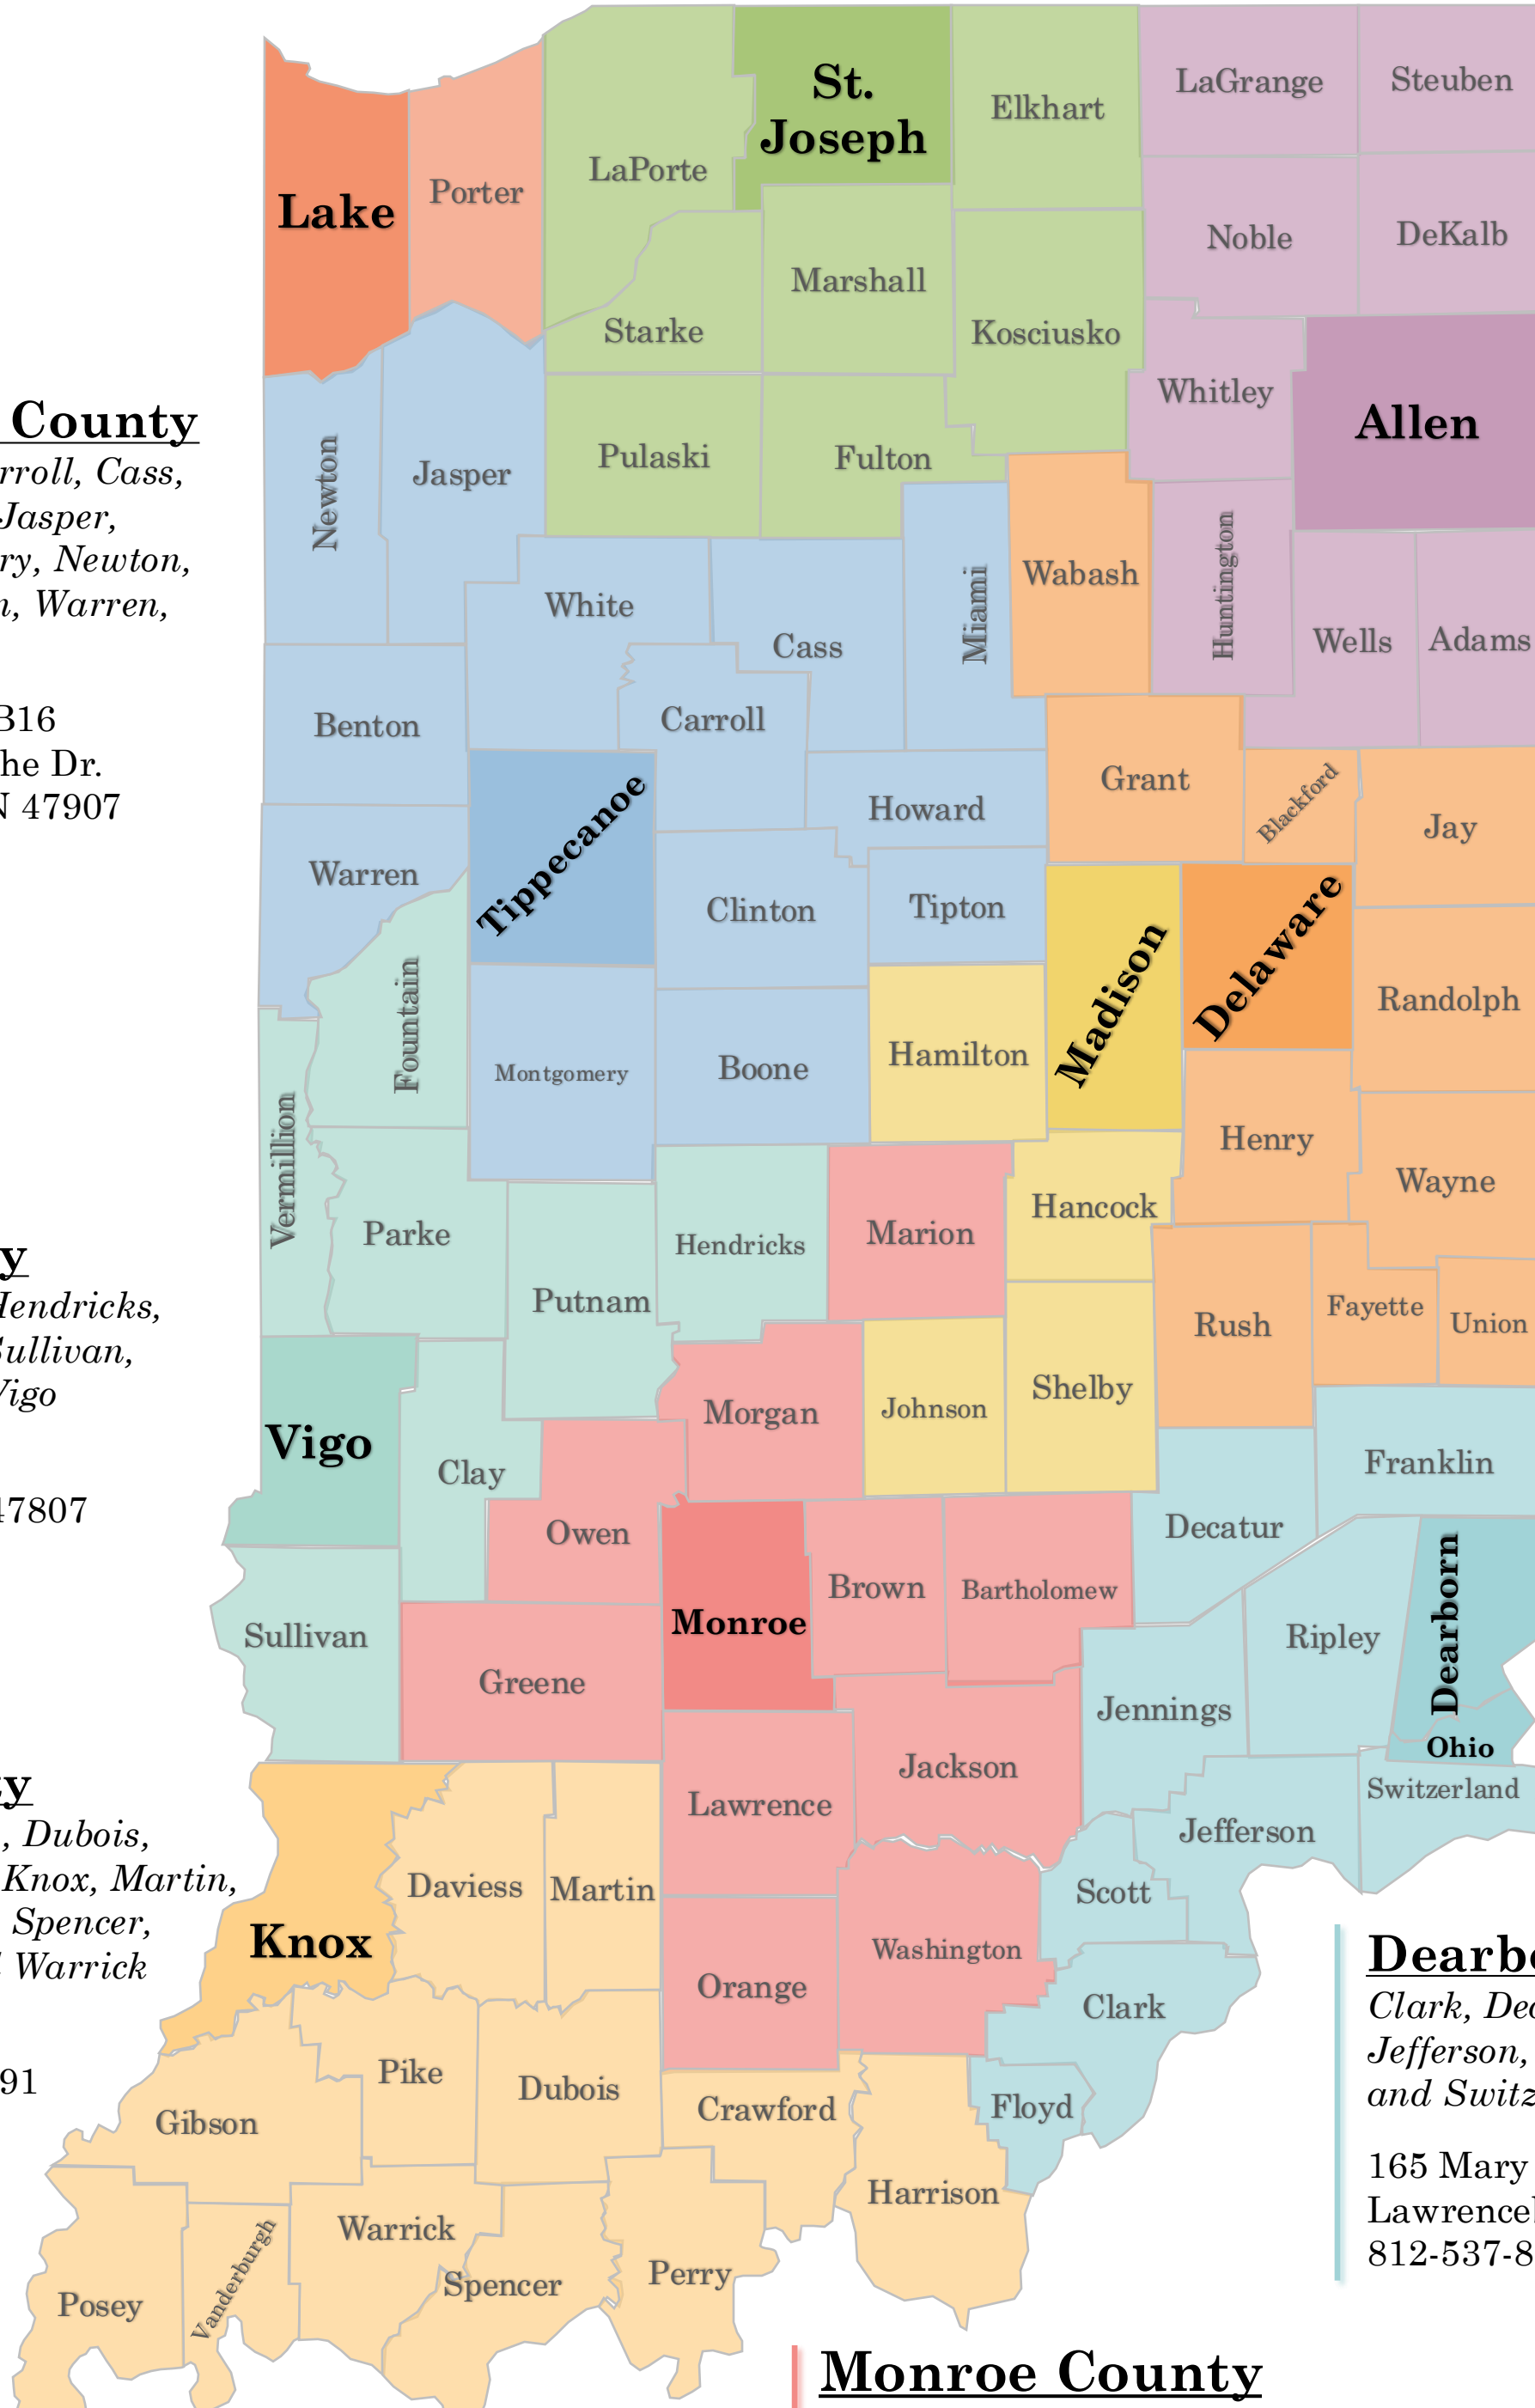 St.
Joseph
LaGrange
Steuben
Elkhart
LaPorte
Porter
Lake
Noble
DeKalb
Marshall
Starke
Kosciusko
Whitley
Allen
County
rroll, Cass,
Jasper,
ry, Newton,
n, Warren,
Newton
Jasper
Pulaski
Fulton
Wabash
Miami
Huntington
White
Cass
Wells
Adams
B16
he Dr.
N 47907
Benton
Carroll
Tippecanoe
Howard
Grant
Blackford
Jay
Warren
Clinton
Tipton
Madison
Delaware
Randolph
Fountain
Montgomery
Boone
Hamilton
Vermillion
Henry
Wayne
Parke
Hendricks
Marion
Hancock
Putnam
Rush
Fayette
Union
y
Hendricks,
Sullivan,
Vigo
Vigo
Morgan
Johnson
Shelby
Clay
Franklin
47807
Owen
Decatur
Dearborn
Monroe
Brown
Bartholomew
Sullivan
Ripley
Greene
Jennings
Ohio
Jackson
Switzerland
Lawrence
Jefferson
ty
, Dubois,
Knox, Martin,
Spencer,
Warrick
Daviess
Martin
Scott
Knox
Washington
Orange
Clark
Dearbo
Clark, Dec
Jefferson,
and Switz
165 Mary
Lawrencel
812-537-8
91
Pike
Dubois
Crawford
Floyd
Gibson
Harrison
Warrick
Vanderburgh
Spencer
Perry
Posey
Monroe County